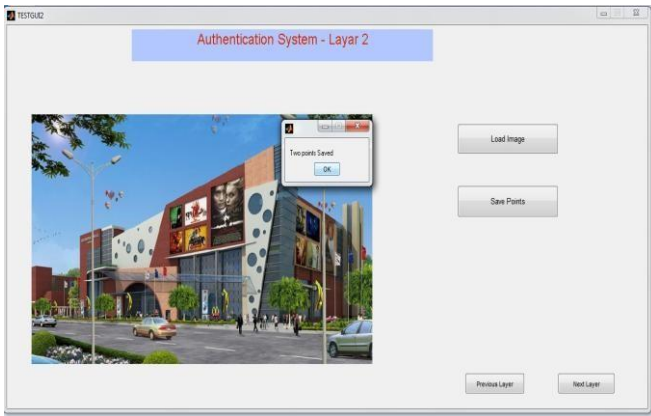 TESTGUI2
Authentication System - Layar 2
Two points Saved
OK
Load Image
Save Points
Previous Layer
Next Layer